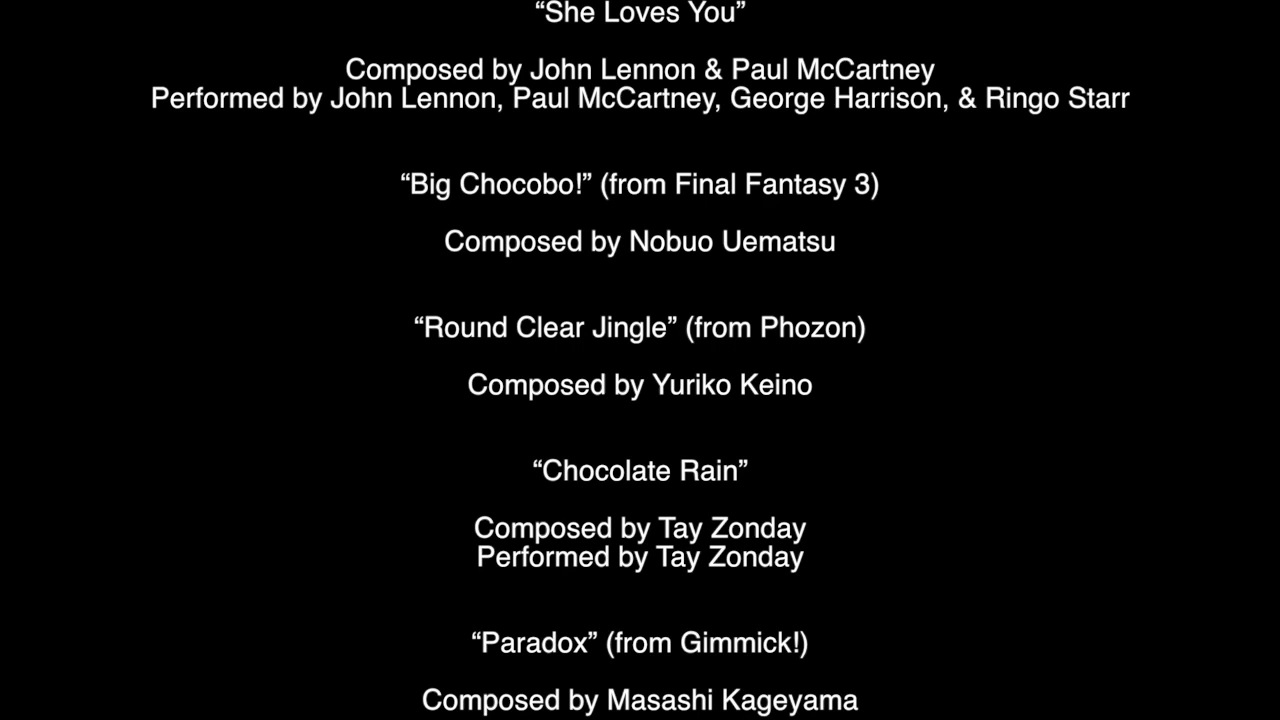 “She Loves You”
Composed by John Lennon & Paul McCartney
Performed by John Lennon, Paul McCartney, George Harrison, & Ringo Starr
“Big Chocobo!” (from Final Fantasy 3)
Composed by Nobuo Uematsu
“Round Clear Jingle” (from Phozon)
Composed by Yuriko Keino
“Chocolate Rain”
Composed by Tay Zonday
Performed by Tay Zonday
“Paradox” (from Gimmick!)
Composed by Masashi Kageyama